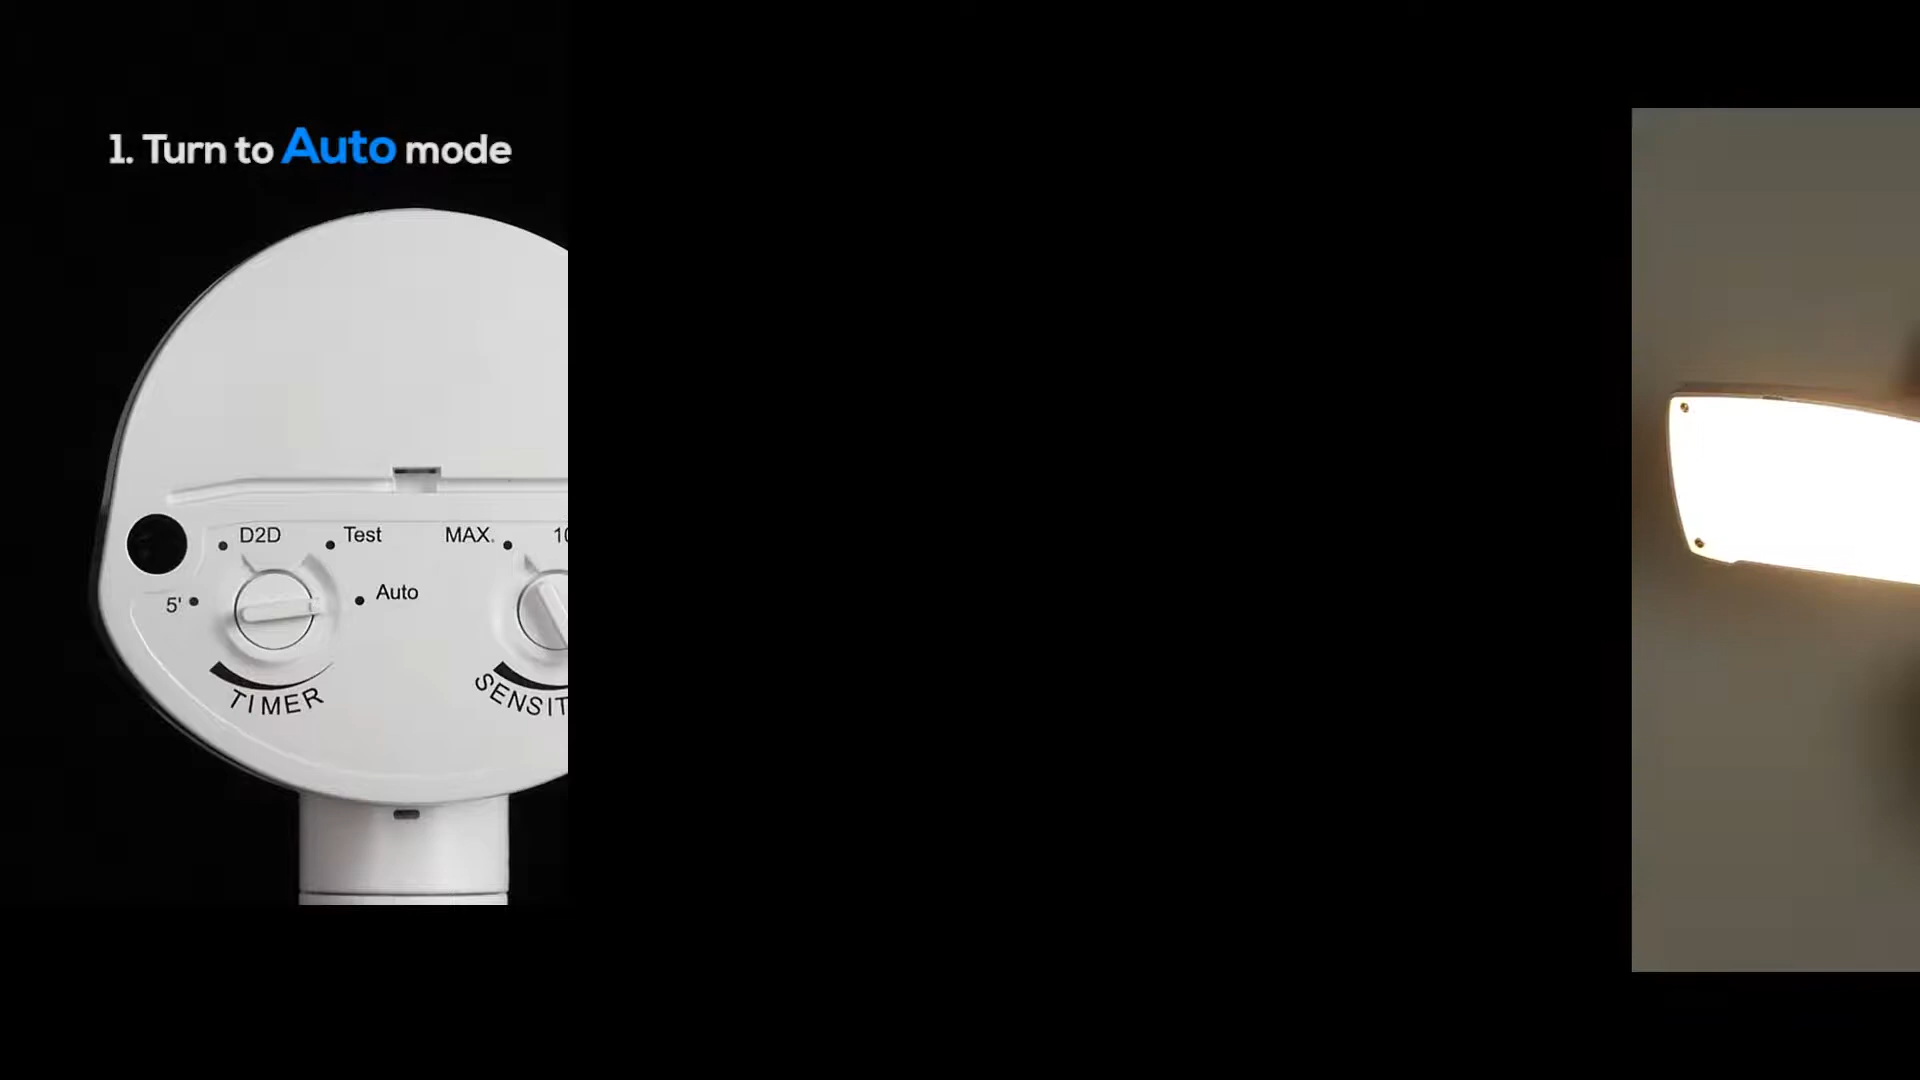 1. Turn to Auto mode
D2D
Test
MAX.
5'
Auto
TIMER